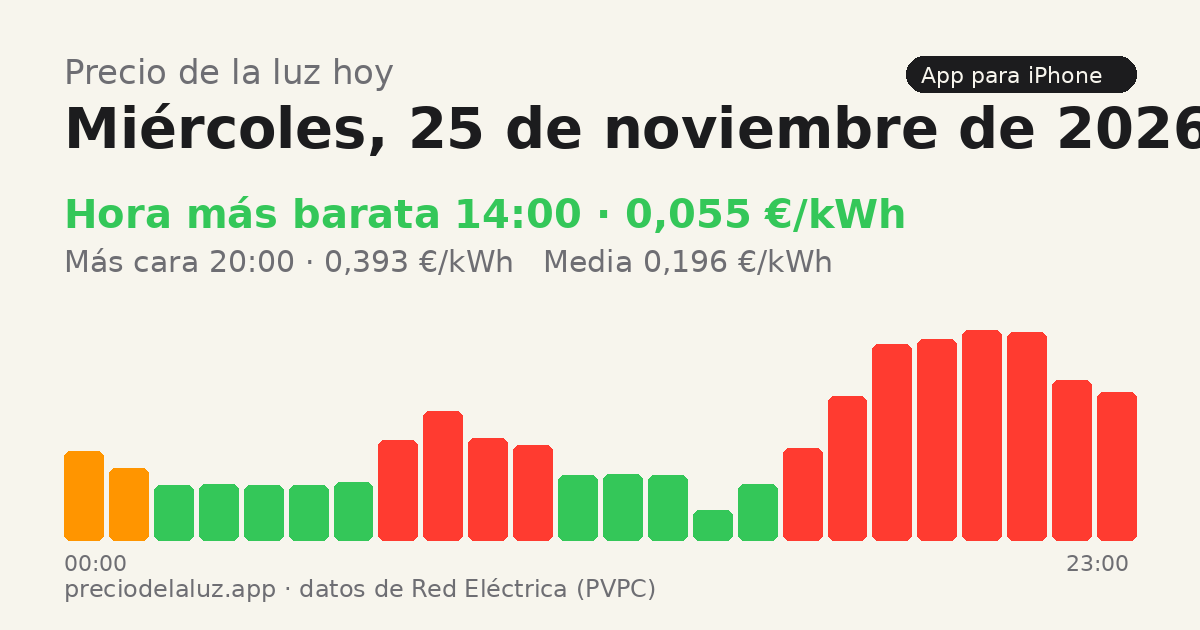 Precio de la luz hoy
App para iPhone
Miércoles, 25 de noviembre de 2026
Hora más barata 14:00 · 0,055 €/kWh
Más cara 20:00 · 0,393 €/kWh Media 0,196 €/kWh
00:00
23:00
preciodelaluz.app · datos de Red Eléctrica (PVPC)